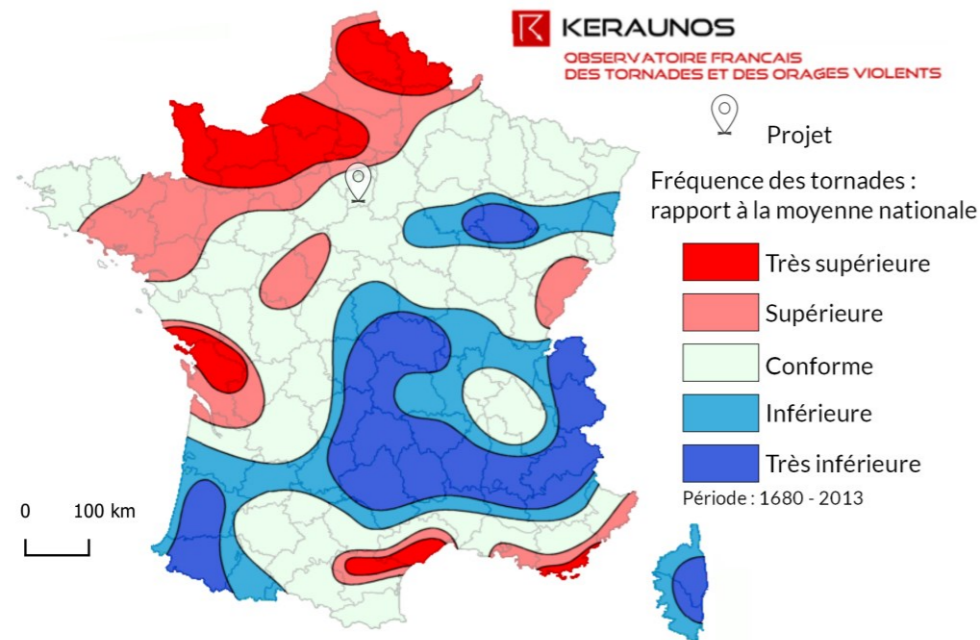 KERAUNOS
OBSERVATOIRE FRANCAIS
DES TORNADES ET DES ORAGES VIOLENTS
Projet
Fréquence des tornades :
rapport à la moyenne nationale
Très supérieure
Supérieure
Conforme
Inférieure
Très inférieure
Période : 1680 - 2013
0 100 km